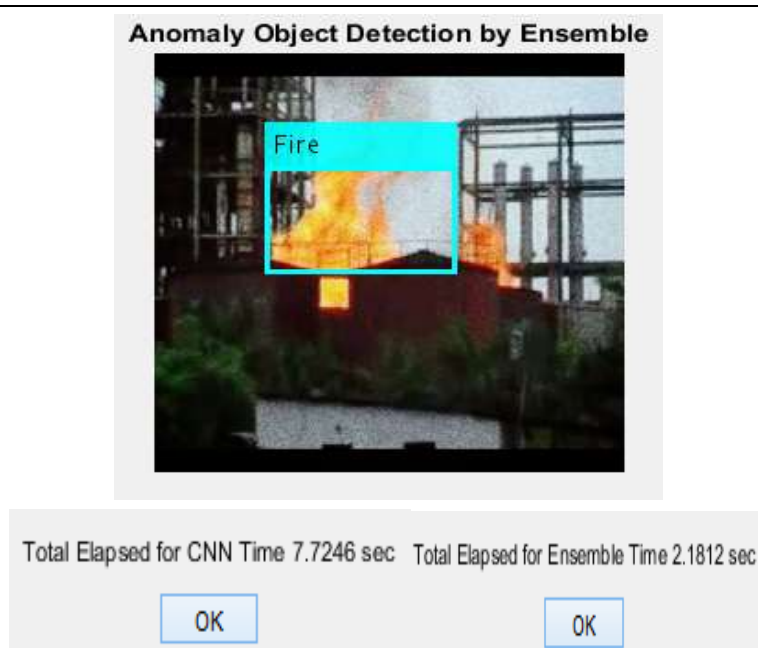 Anomaly Object Detection by Ensemble
Fire
Total Elapsed for CNN Time 7.7246 sec
OK
Total Elapsed for Ensemble Time 2.1812 sec
OK